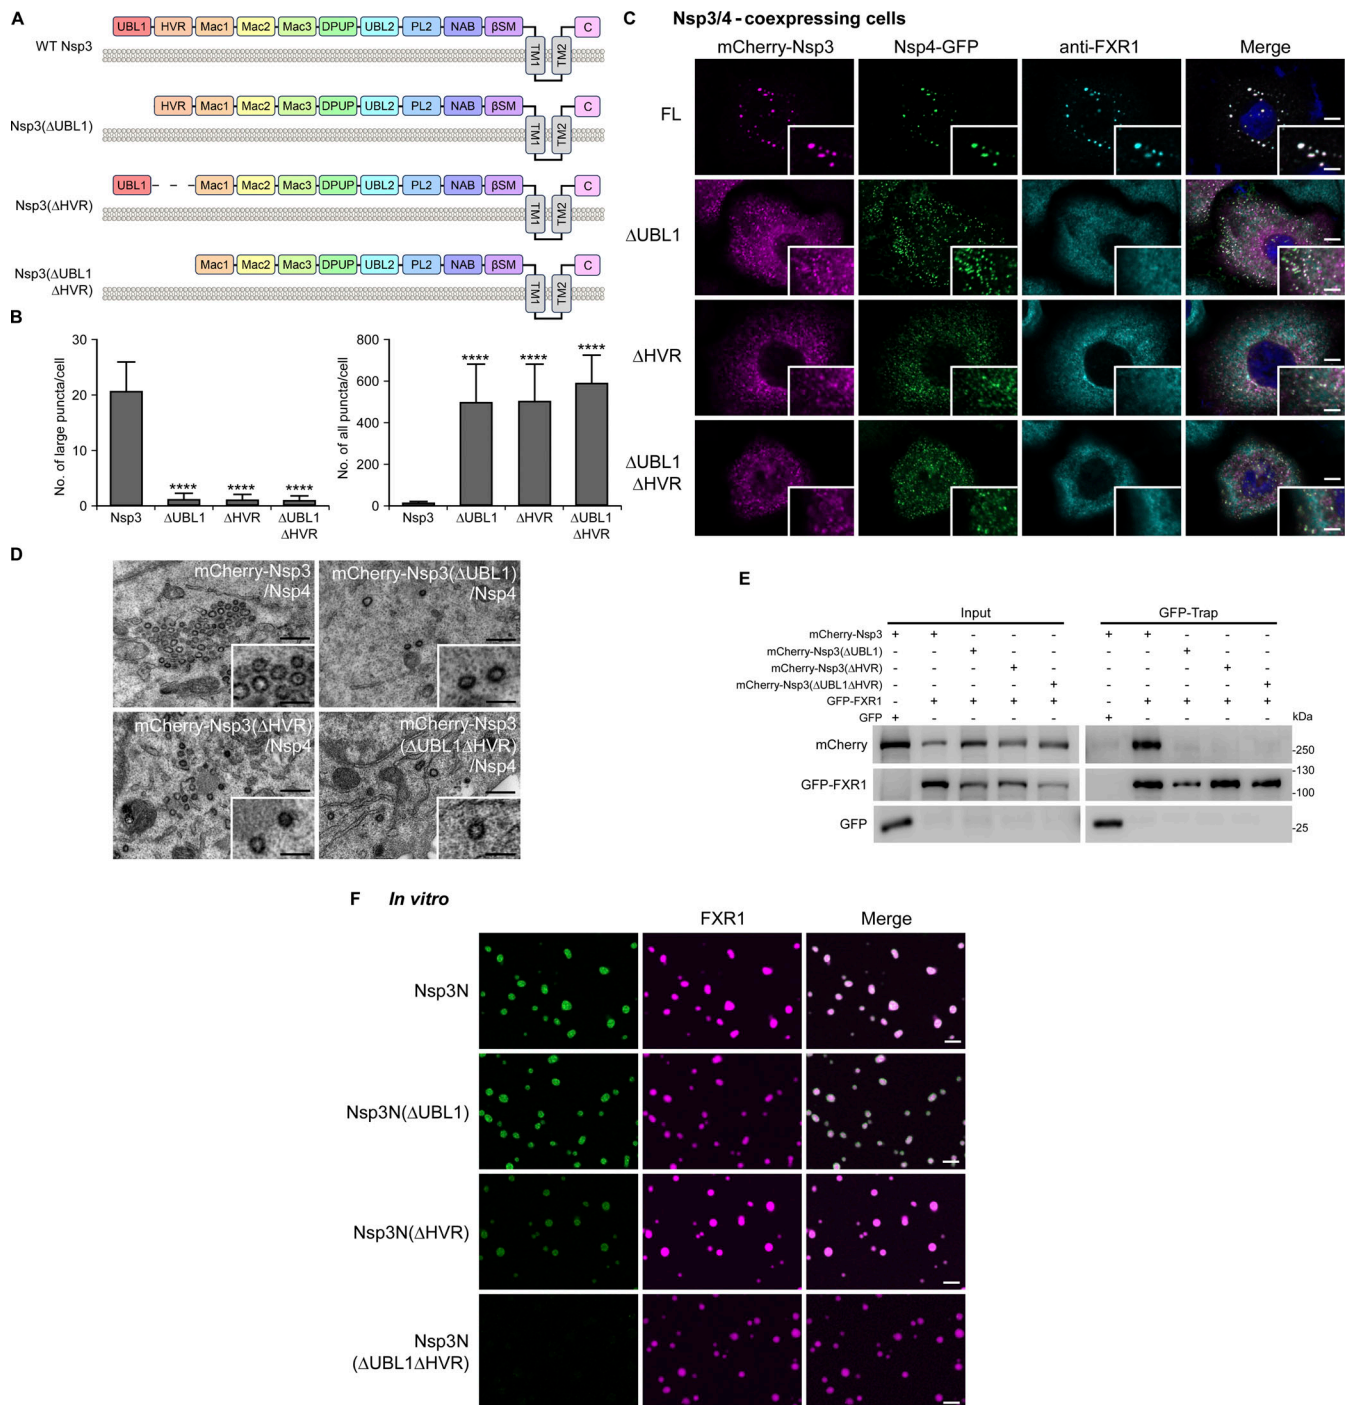 A
WT Nsp3
UBL1 HVR Mac1 Mac2 Mac3 DPUP UBL2 PL2 NAB βSM TM1 TM2 C
Nsp3(ΔUBL1)
HVR Mac1 Mac2 Mac3 DPUP UBL2 PL2 NAB βSM TM1 TM2 C
Nsp3(ΔHVR)
UBL1 Mac1 Mac2 Mac3 DPUP UBL2 PL2 NAB βSM TM1 TM2 C
Nsp3(ΔUBL1
ΔHVR)
Mac1 Mac2 Mac3 DPUP UBL2 PL2 NAB βSM TM1 TM2 C
B
No. of large puncta/cell
30
20
10
0
**** **** ****
Nsp3 ΔUBL1 ΔHVR ΔUBL1
ΔHVR
No. of all puncta/cell
800
600
400
200
0
**** **** ****
Nsp3 ΔUBL1 ΔHVR ΔUBL1
ΔHVR
C Nsp3/4 - coexpressing cells
mCherry-Nsp3 Nsp4-GFP anti-FXR1 Merge
FL
ΔUBL1
ΔHVR
ΔUBL1
ΔHVR
D
mCherry-Nsp3
/Nsp4
mCherry-Nsp3(ΔUBL1)
/Nsp4
mCherry-Nsp3(ΔHVR)
/Nsp4
mCherry-Nsp3
(ΔUBL1ΔHVR)
/Nsp4
E
Input GFP-Trap
mCherry-Nsp3 + + - - - + + - - -
mCherry-Nsp3(ΔUBL1) - - + - - - - + - -
mCherry-Nsp3(ΔHVR) - - - + - - - - + -
mCherry-Nsp3(ΔUBL1ΔHVR) - - - - + - - - - +
GFP-FXR1 - + + + + - + + + +
GFP + - - - - + - - - - kDa
mCherry -250
GFP-FXR1 -130
-100
GFP -25
F In vitro
FXR1 Merge
Nsp3N
Nsp3N(ΔUBL1)
Nsp3N(ΔHVR)
Nsp3N
(ΔUBL1ΔHVR)